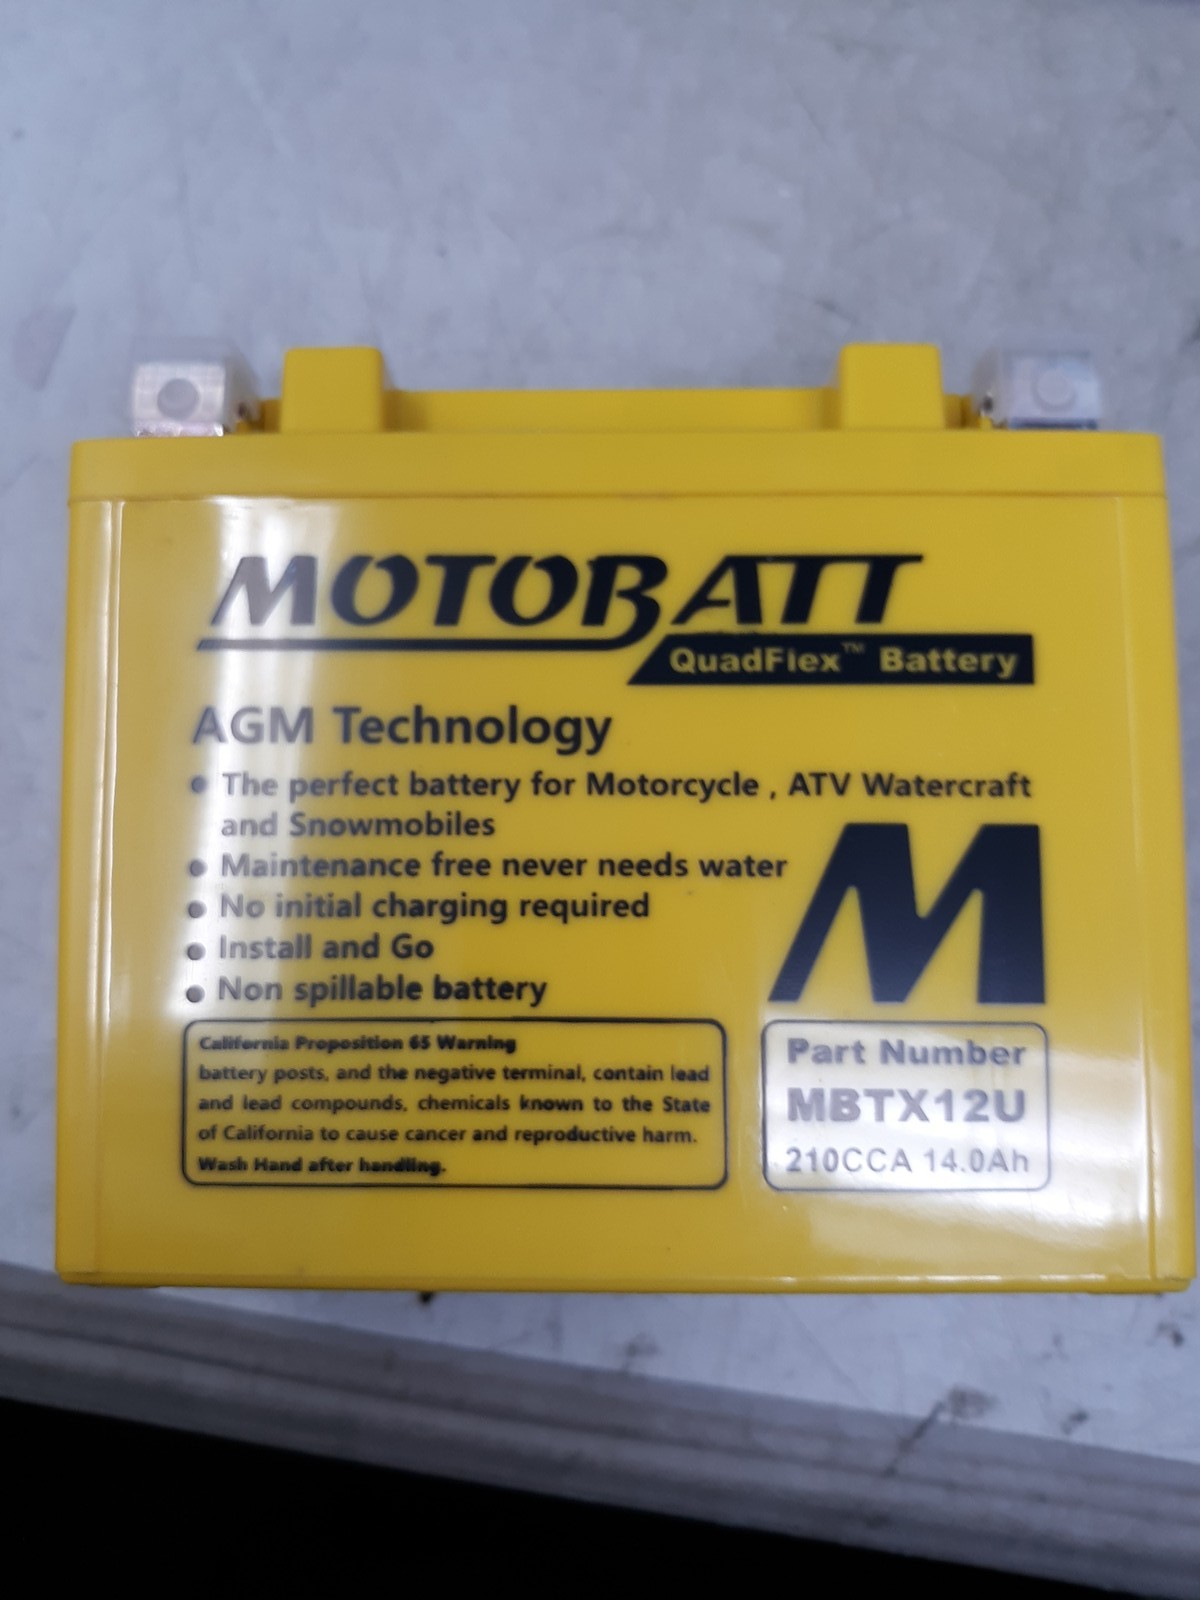 MOTOBATT
QuadFlex™ Battery
AGM Technology
• The perfect battery for Motorcycle , ATV Watercraft
and Snowmobiles
• Maintenance free never needs water
• No initial charging required
• Install and Go
• Non spillable battery
M
California Proposition 65 Warning
battery posts, and the negative terminal, contain lead
and lead compounds, chemicals known to the State
of California to cause cancer and reproductive harm.
Wash Hand after handling.
Part Number
MBTX12U
210CCA 14.0Ah